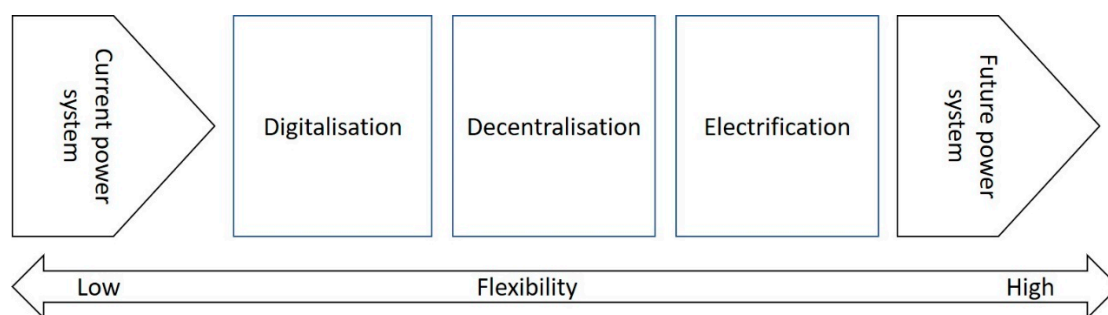 Current power
system
Digitalisation
Decentralisation
Electrification
Future power
system
Low
Flexibility
High